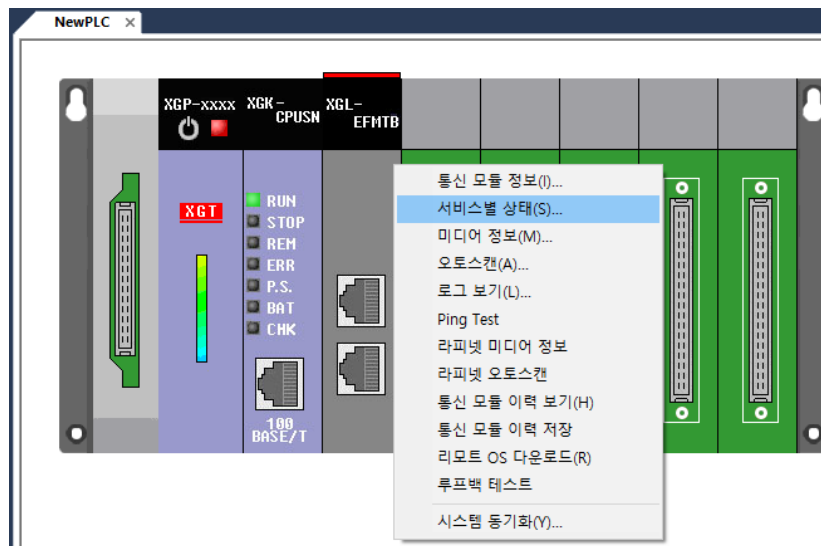 NewPLC ×
XGP-xxxx
XGK-
CPUSN
XGL-
EFMTB
XGT
RUN
STOP
REM
ERR
P.S.
BAT
CHK
100
BASE/T
통신 모듈 정보(I)...
서비스별 상태(S)...
미디어 정보(M)...
오토스캔(A)...
로그 보기(L)...
Ping Test
라피넷 미디어 정보
라피넷 오토스캔
통신 모듈 이력 보기(H)
통신 모듈 이력 저장
리모트 OS 다운로드(R)
루프백 테스트
시스템 동기화(Y)...